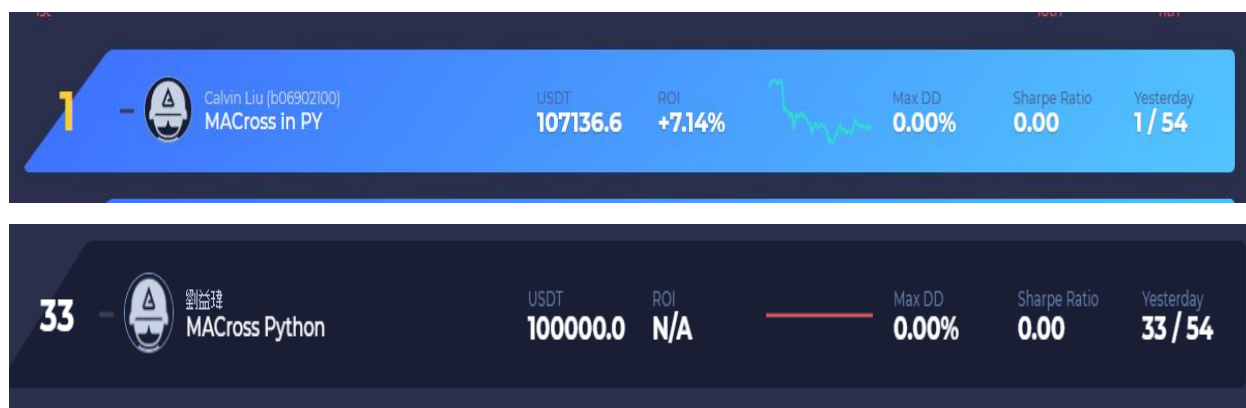 1
Calvin Liu (b06902100)
MACross in PY
USDT
107136.6
ROI
+7.14%
Max DD
0.00%
Sharpe Ratio
0.00
Yesterday
1 / 54
33
劉益瑋
MACross Python
USDT
100000.0
ROI
N/A
Max DD
0.00%
Sharpe Ratio
0.00
Yesterday
33 / 54